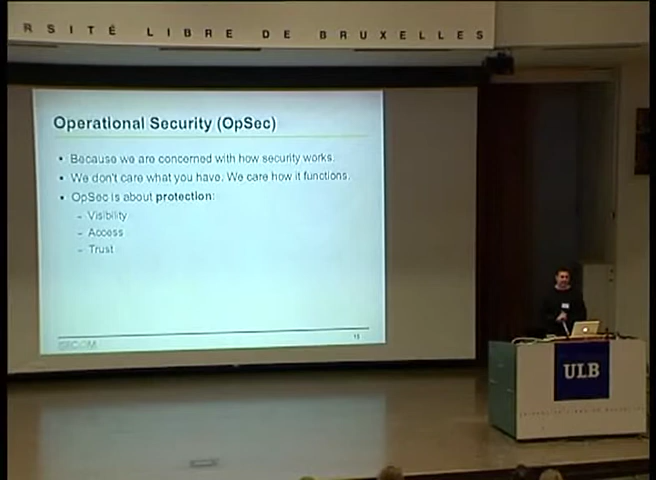 RSITÉ LIBRE DE BRUXELLES
Operational Security (OpSec)
• Because we are concerned with how security works.
• We don't care what you have. We care how it functions.
• OpSec is about protection:
– Visibility
– Access
– Trust
ISECOM
ULB